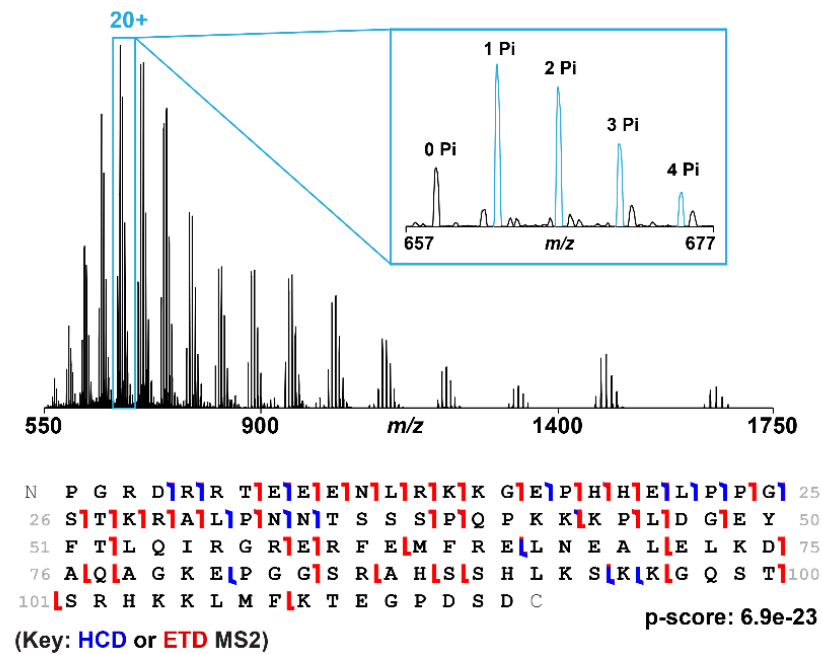 20+
1 Pi
2 Pi
3 Pi
0 Pi
4 Pi
657 m/z 677
550 900 m/z 1400 1750
N P G R D R R T E E E N L R K K G E P H H E L P P G 25
26 S T K R A L P N N T S S S P Q P K K K P L D G E Y 50
51 F T L Q I R G R E R F E M F R E L N E A L E L K D 75
76 A Q A G K E P G G S R A H S S H L K S K K G Q S T 100
101 S R H K K L M F K T E G P D S D C
p-score: 6.9e-23
(Key: HCD or ETD MS2)